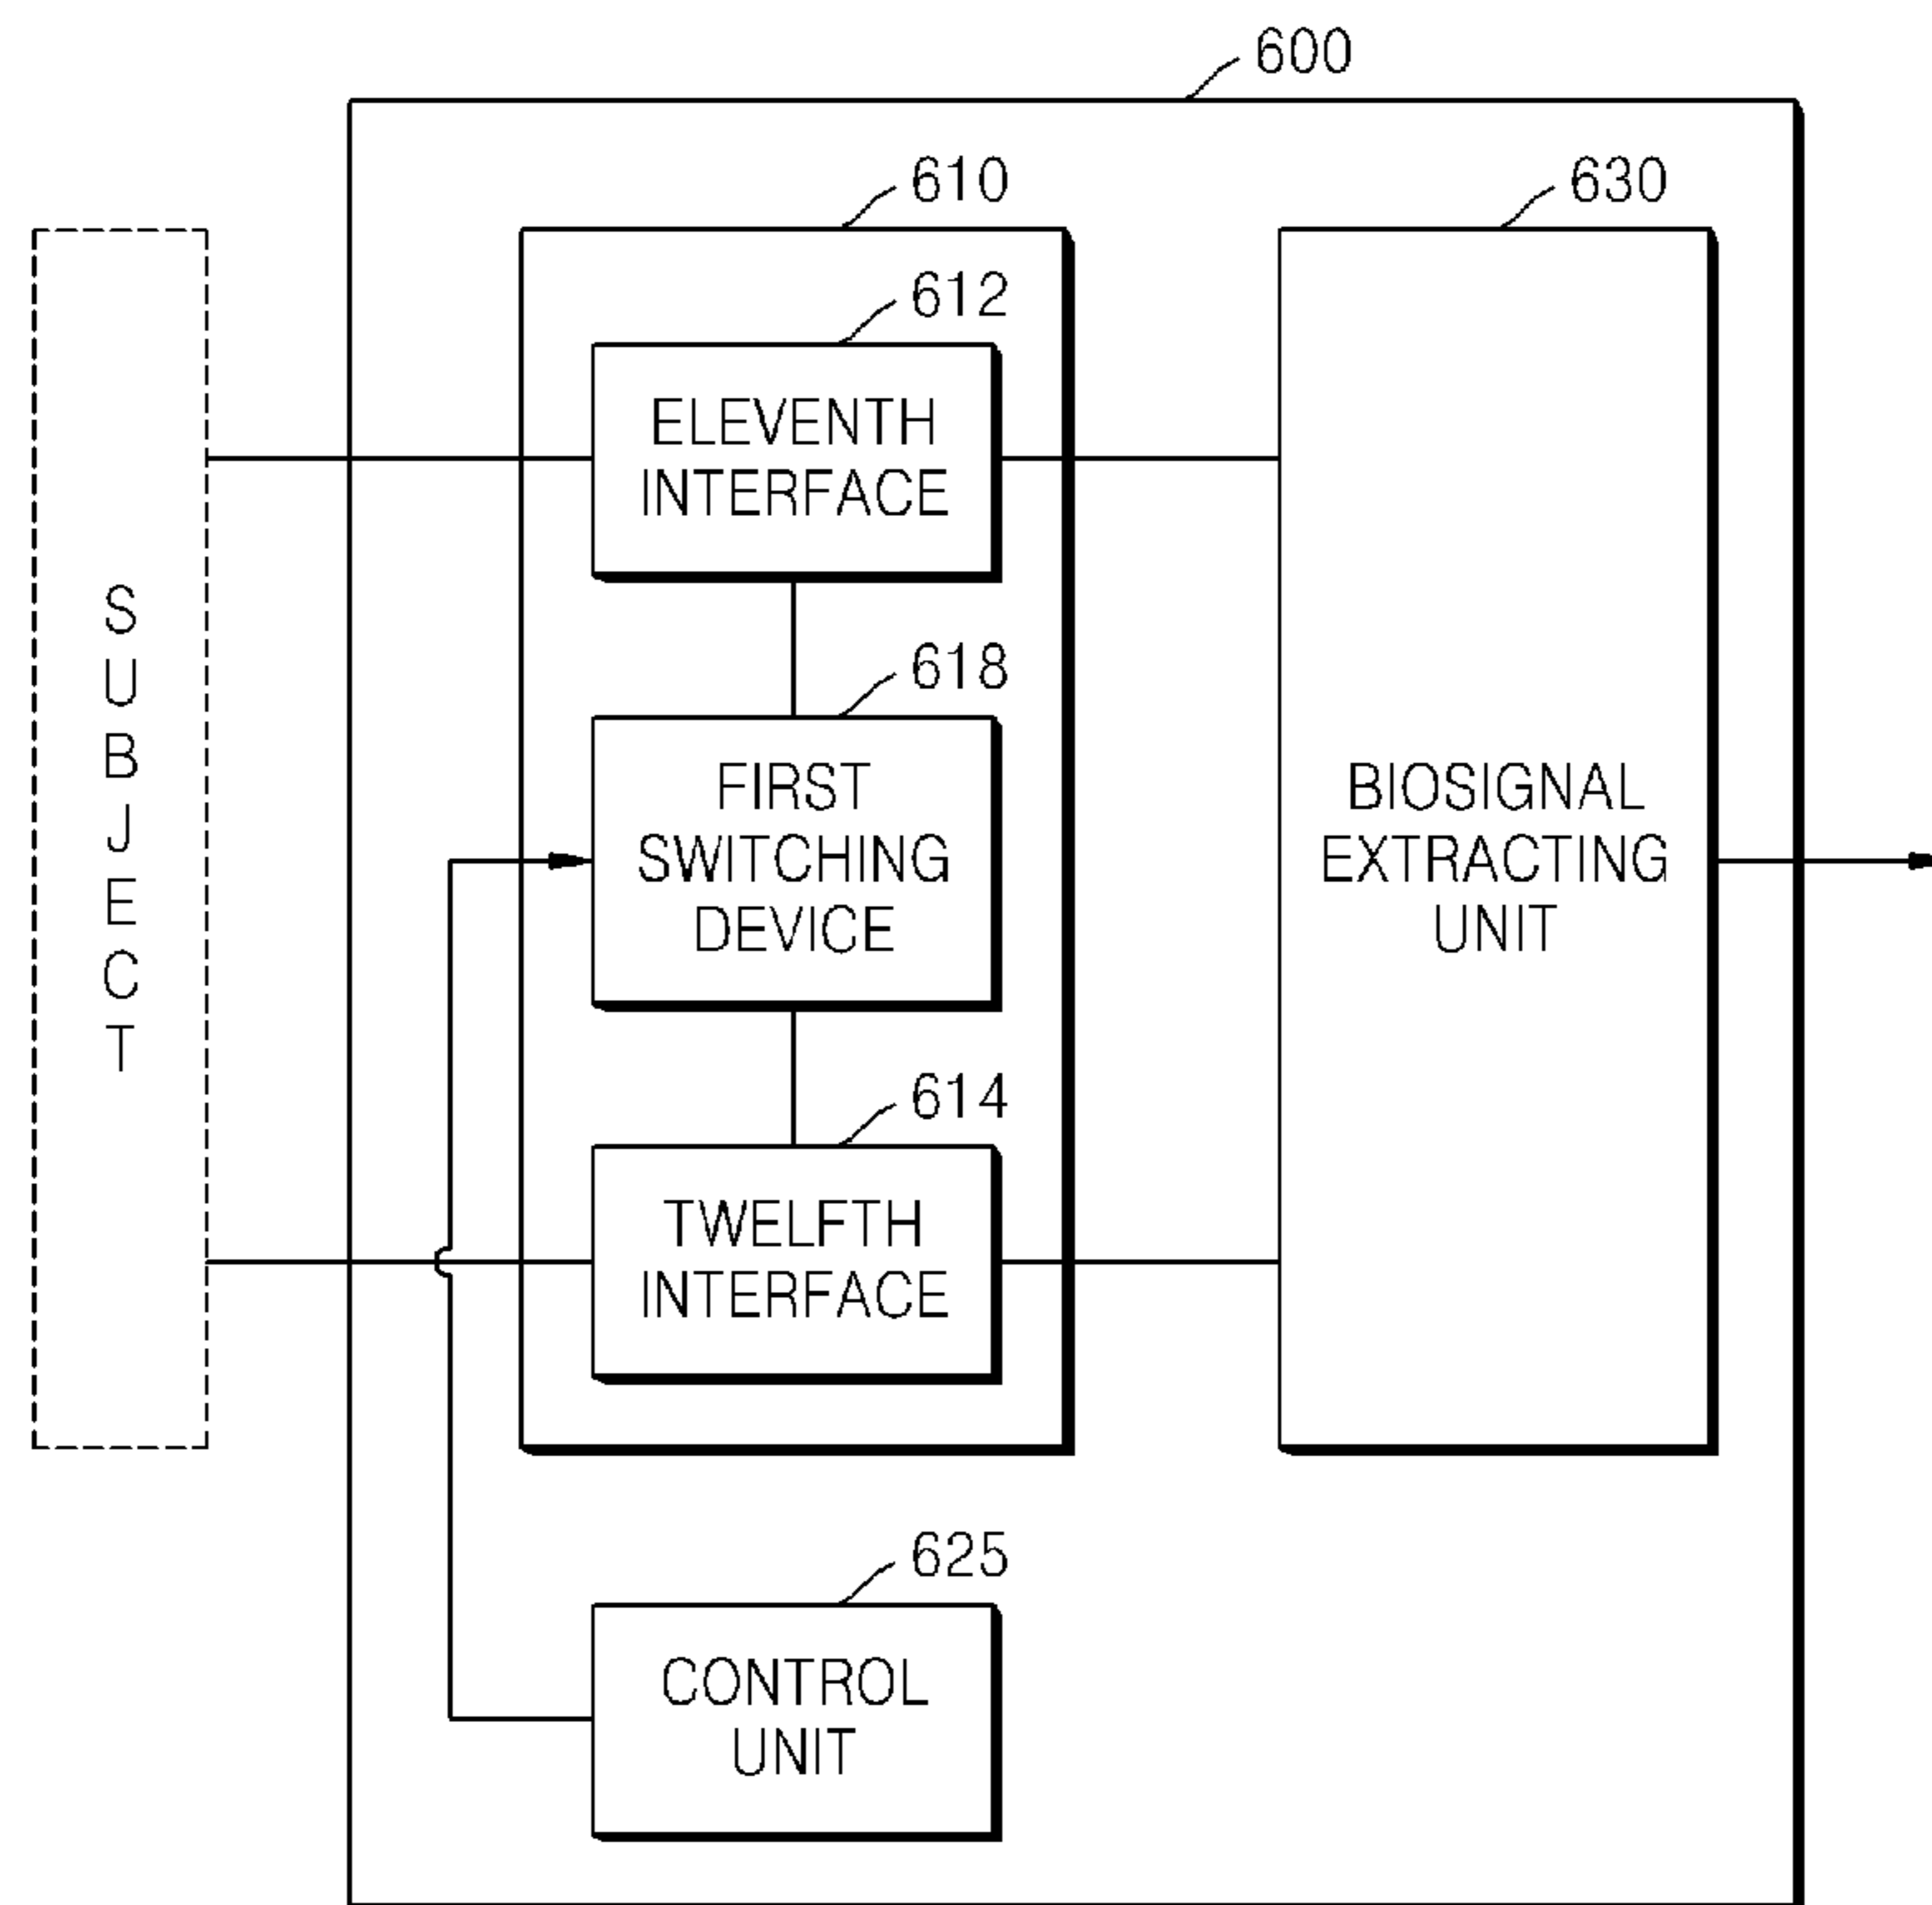 600
610
630
612
ELEVENTH
INTERFACE
SUBJECT
618
FIRST
SWITCHING
DEVICE
BIOSIGNAL
EXTRACTING
UNIT
614
TWELFTH
INTERFACE
625
CONTROL
UNIT